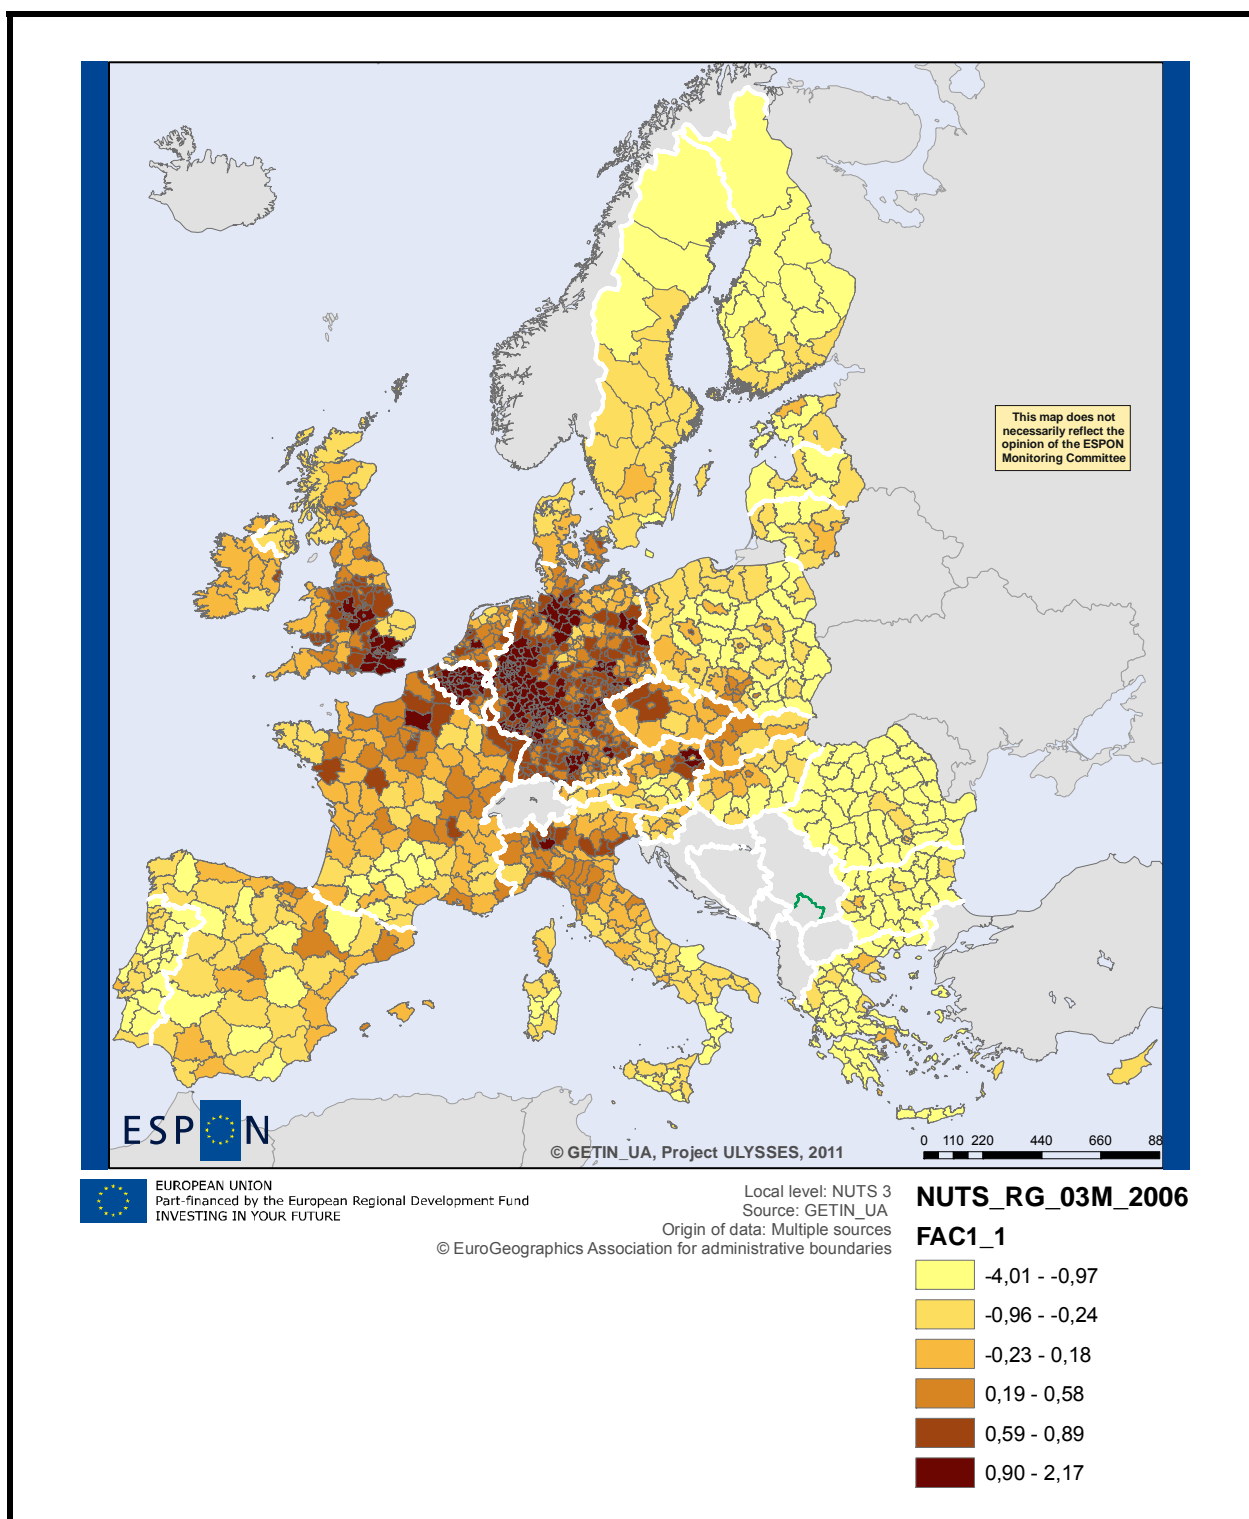 This map does not
necessarily reflect the
opinion of the ESPON
Monitoring Committee
ESPON
© GETIN_UA, Project ULYSSES, 2011
0 110 220 440 660 88
EUROPEAN UNION
Part-financed by the European Regional Development Fund
INVESTING IN YOUR FUTURE
Local level: NUTS 3
Source: GETIN_UA
Origin of data: Multiple sources
© EuroGeographics Association for administrative boundaries
NUTS_RG_03M_2006
FAC1_1
-4,01 - -0,97
-0,96 - -0,24
-0,23 - 0,18
0,19 - 0,58
0,59 - 0,89
0,90 - 2,17